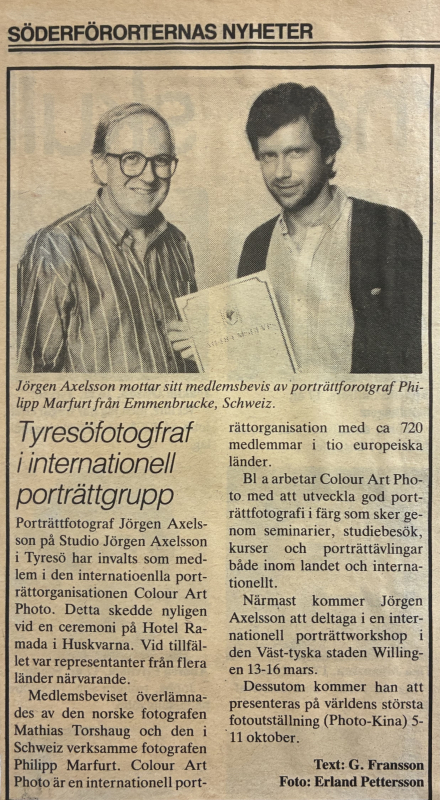 SÖDERFÖRORTERNAS NYHETER
Jörgen Axelsson mottar sitt medlemsbevis av porträttforotgraf Phi-
lipp Marfurt från Emmenbrucke, Schweiz.
Tyresöfotogfraf
i internationell
porträttgrupp
Porträttfotograf Jörgen Axels-
son på Studio Jörgen Axelsson
i Tyresö har invalts som med-
lem i den internatioenlla port-
rättorganisationen Colour Art
Photo. Detta skedde nyligen
vid en ceremoni på Hotel Ra-
mada i Huskvarna. Vid tillfäl-
let var representanter från flera
länder närvarande.
Medlemsbeviset överlämna-
des av den norske fotografen
Mathias Torshaug och den i
Schweiz verksamme fotografen
Philipp Marfurt. Colour Art
Photo är en internationell port-
rättorganisation med ca 720
medlemmar i tio europeiska
länder.
Bl a arbetar Colour Art Pho-
to med att utveckla god port-
rättfotografi i färg som sker ge-
nom seminarier, studiebesök,
kurser och porträttävlingar
både inom landet och interna-
tionellt.
Närmast kommer Jörgen
Axelsson att deltaga i en inter-
nationell porträttworkshop i
den Väst-tyska staden Willing-
en 13-16 mars.
Dessutom kommer han att
presenteras på världens största
fotoutställning (Photo-Kina) 5-
11 oktober.
Text: G. Fransson
Foto: Erland Pettersson